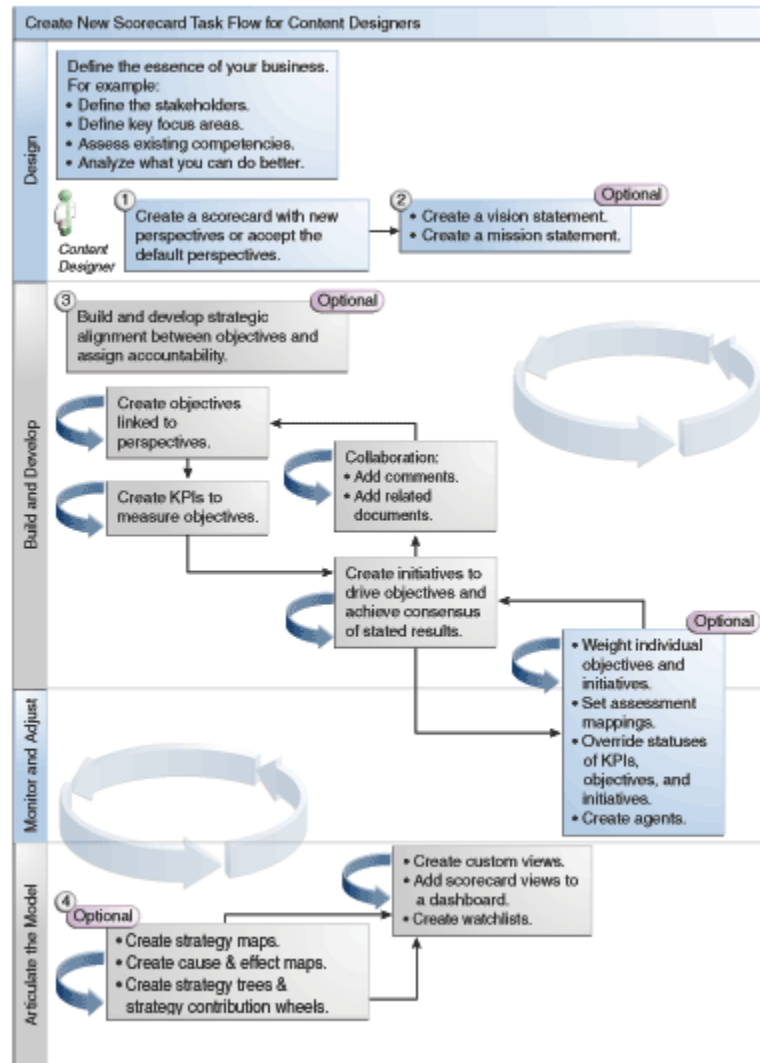 Create New Scorecard Task Flow for Content Designers
Design
Define the essence of your business.
For example:
• Define the stakeholders.
• Define key focus areas.
• Assess existing competencies.
• Analyze what you can do better.
Content
Designer
1
Create a scorecard with new
perspectives or accept the
default perspectives.
2
Optional
• Create a vision statement.
• Create a mission statement.
Build and Develop
3
Optional
Build and develop strategic
alignment between objectives and
assign accountability.
Create objectives
linked to
perspectives.
Collaboration:
• Add comments.
• Add related
documents.
Create KPIs to
measure objectives.
Create initiatives to
drive objectives and
achieve consensus
of stated results.
Optional
• Weight individual
objectives and
initiatives.
• Set assessment
mappings.
• Override statuses
of KPIs,
objectives, and
initiatives.
• Create agents.
Monitor and Adjust
Articulate the Model
• Create custom views.
• Add scorecard views to
a dashboard.
• Create watchlists.
4
Optional
• Create strategy maps.
• Create cause & effect maps.
• Create strategy trees &
strategy contribution wheels.